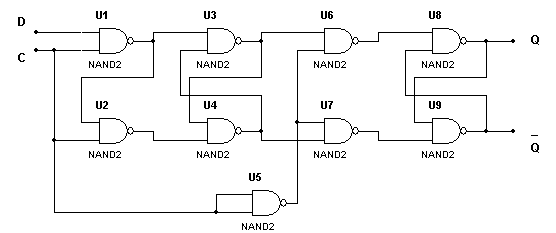 U1 U3 U6 U8
D
C
Q
NAND2 NAND2 NAND2 NAND2
U2 U4 U7 U9
Q̅
NAND2 NAND2 NAND2 NAND2
U5
NAND2